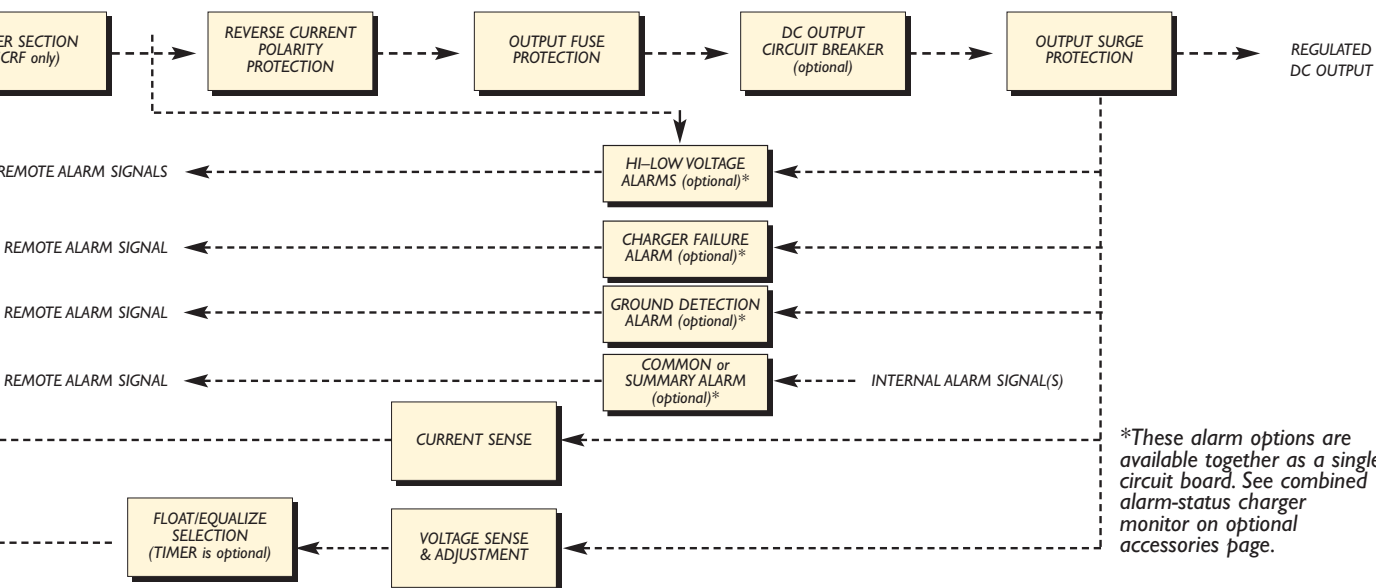 ER SECTION
CRF only)
REVERSE CURRENT
POLARITY
PROTECTION
OUTPUT FUSE
PROTECTION
DC OUTPUT
CIRCUIT BREAKER
(optional)
OUTPUT SURGE
PROTECTION
REGULATED
DC OUTPUT
REMOTE ALARM SIGNALS
HI–LOW VOLTAGE
ALARMS (optional)*
REMOTE ALARM SIGNAL
CHARGER FAILURE
ALARM (optional)*
REMOTE ALARM SIGNAL
GROUND DETECTION
ALARM (optional)*
REMOTE ALARM SIGNAL
COMMON or
SUMMARY ALARM
(optional)*
INTERNAL ALARM SIGNAL(S)
CURRENT SENSE
*These alarm options are
available together as a single
circuit board. See combined
alarm-status charger
monitor on optional
accessories page.
FLOAT/EQUALIZE
SELECTION
(TIMER is optional)
VOLTAGE SENSE
& ADJUSTMENT